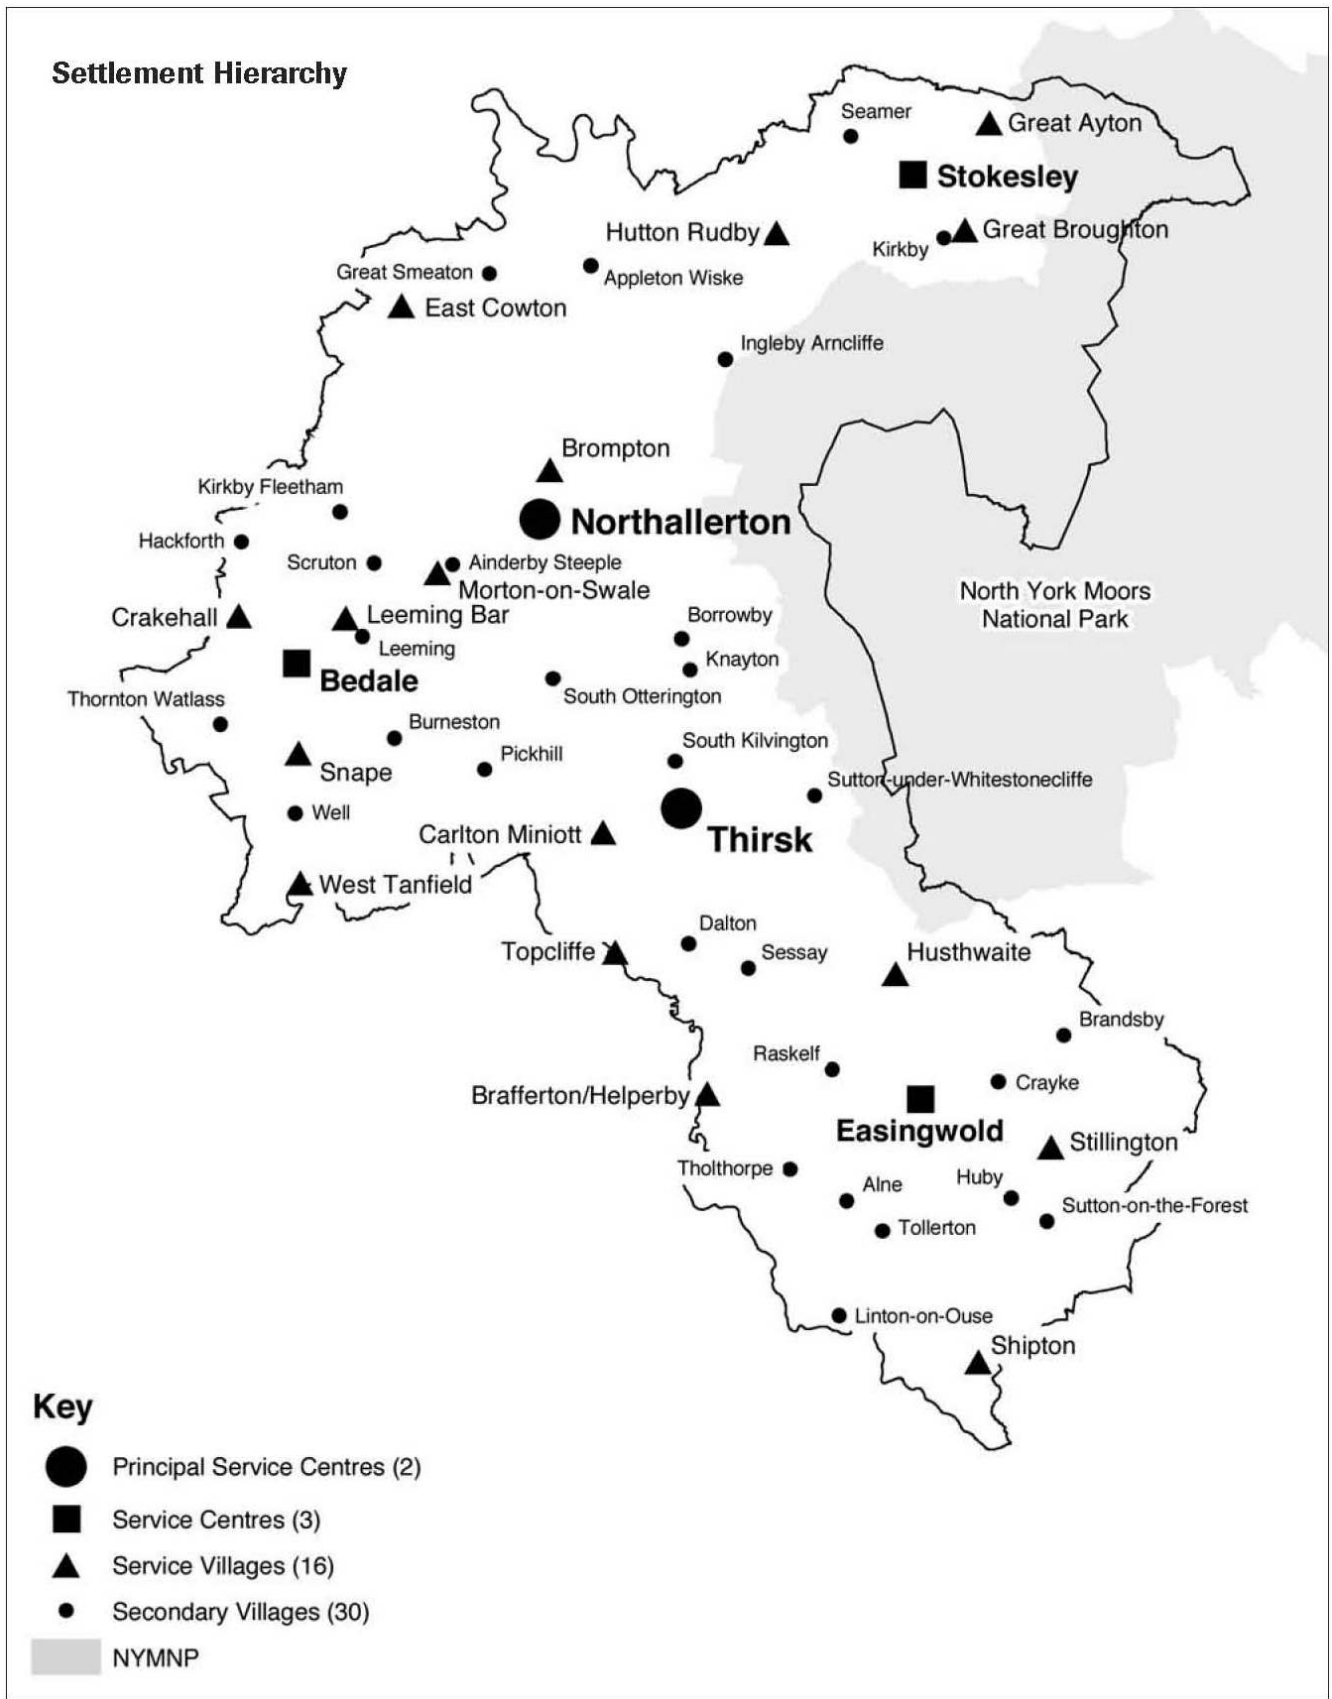 Settlement Hierarchy
Seamer
Great Ayton
Stokesley
Hutton Rudby
Great Broughton
Kirkby
Great Smeaton
Appleton Wiske
East Cowton
Ingleby Arncliffe
Brompton
Kirkby Fleetham
Northallerton
Hackforth
Scruton
Ainderby Steeple
Morton-on-Swale
North York Moors
National Park
Crakehall
Leeming Bar
Borrowby
Leeming
Knayton
Bedale
South Otterington
Thornton Watlass
Burneston
South Kilvington
Pickhill
Snape
Sutton-under-Whitestonecliffe
Well
Carlton Miniott
Thirsk
West Tanfield
Dalton
Topcliffe
Sessay
Husthwaite
Brandsby
Raskelf
Crayke
Brafferton/Helperby
Easingwold
Stillington
Tholthorpe
Alne
Huby
Sutton-on-the-Forest
Tollerton
Linton-on-Ouse
Shipton
Key
Principal Service Centres (2)
Service Centres (3)
Service Villages (16)
Secondary Villages (30)
NYMNP